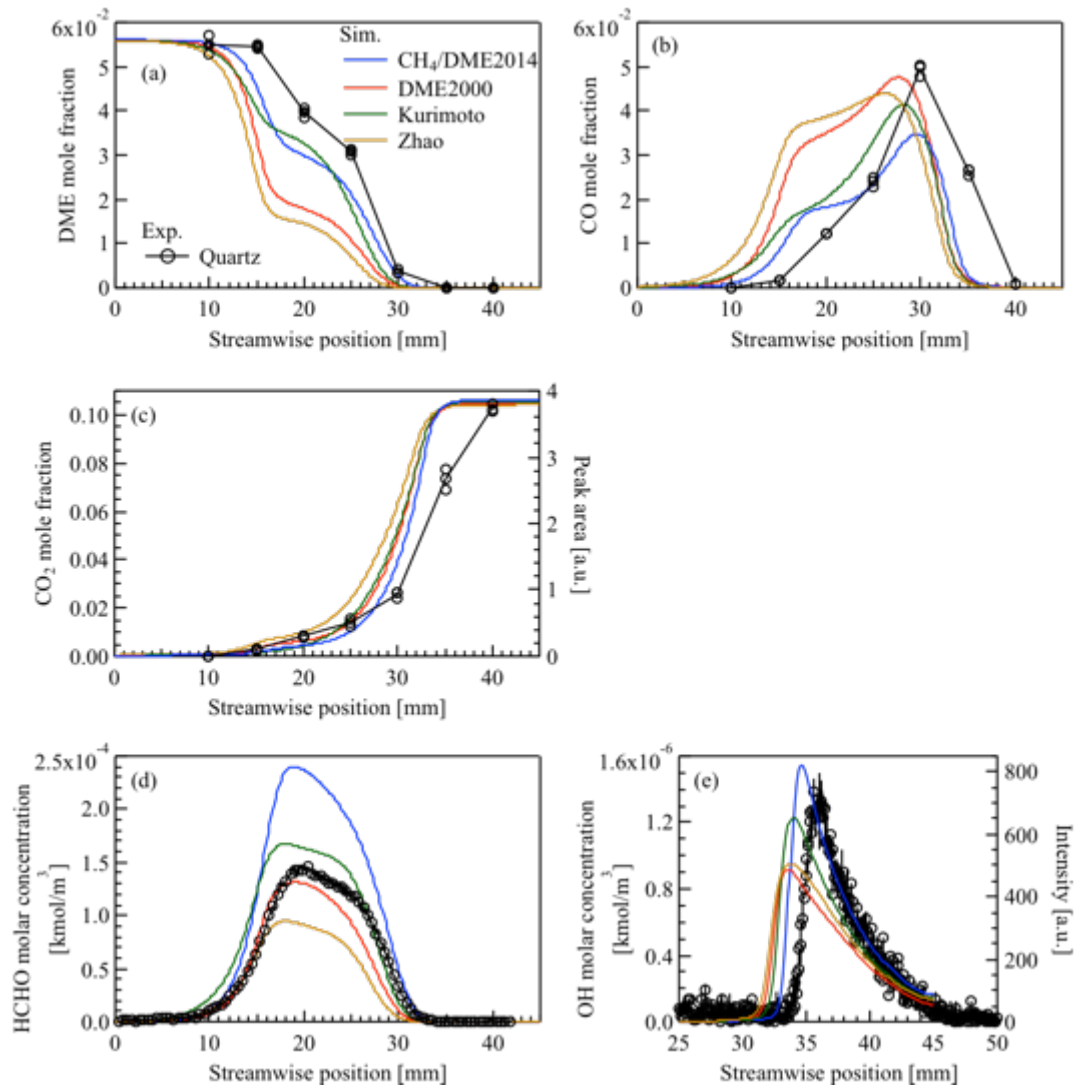 6x10-2
5
4
3
2
1
0
DME mole fraction
(a)
Sim.
CH4/DME2014
DME2000
Kurimoto
Zhao
Exp.
Quartz
0 10 20 30 40
Streamwise position [mm]
6x10-2
5
4
3
2
1
0
CO mole fraction
(b)
0 10 20 30 40
Streamwise position [mm]
0.10
0.08
0.06
0.04
0.02
0.00
CO2 mole fraction
(c)
4
3
2
1
0
Peak area [a.u.]
0 10 20 30 40
Streamwise position [mm]
2.5x10-4
2.0
1.5
1.0
0.5
0.0
HCHO molar concentration
[kmol/m3]
(d)
0 10 20 30 40
Streamwise position [mm]
1.6x10-6
1.2
0.8
0.4
0.0
OH molar concentration
[kmol/m3]
(e)
800
600
400
200
0
Intensity [a.u.]
25 30 35 40 45 50
Streamwise position [mm]